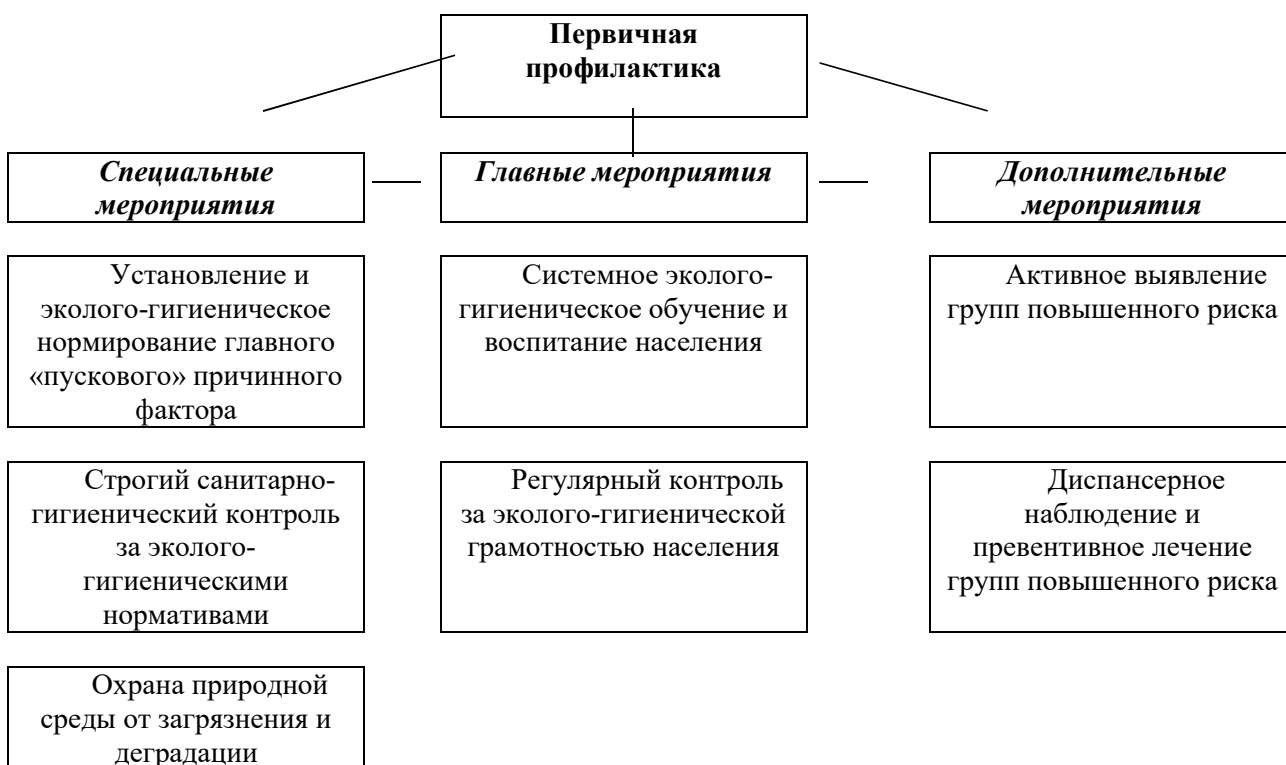 Первичная
профилактика
Специальные
мероприятия
Главные мероприятия
Дополнительные
мероприятия
Установление и
эколого-гигиеническое
нормирование главного
«пускового» причинного
фактора
Системное эколого-
гигиеническое обучение и
воспитание населения
Активное выявление
групп повышенного риска
Строгий санитарно-
гигиенический контроль
за эколого-
гигиеническими
нормативами
Регулярный контроль
за эколого-гигиенической
грамотностью населения
Диспансерное
наблюдение и
превентивное лечение
групп повышенного риска
Охрана природной
среды от загрязнения и
деградации